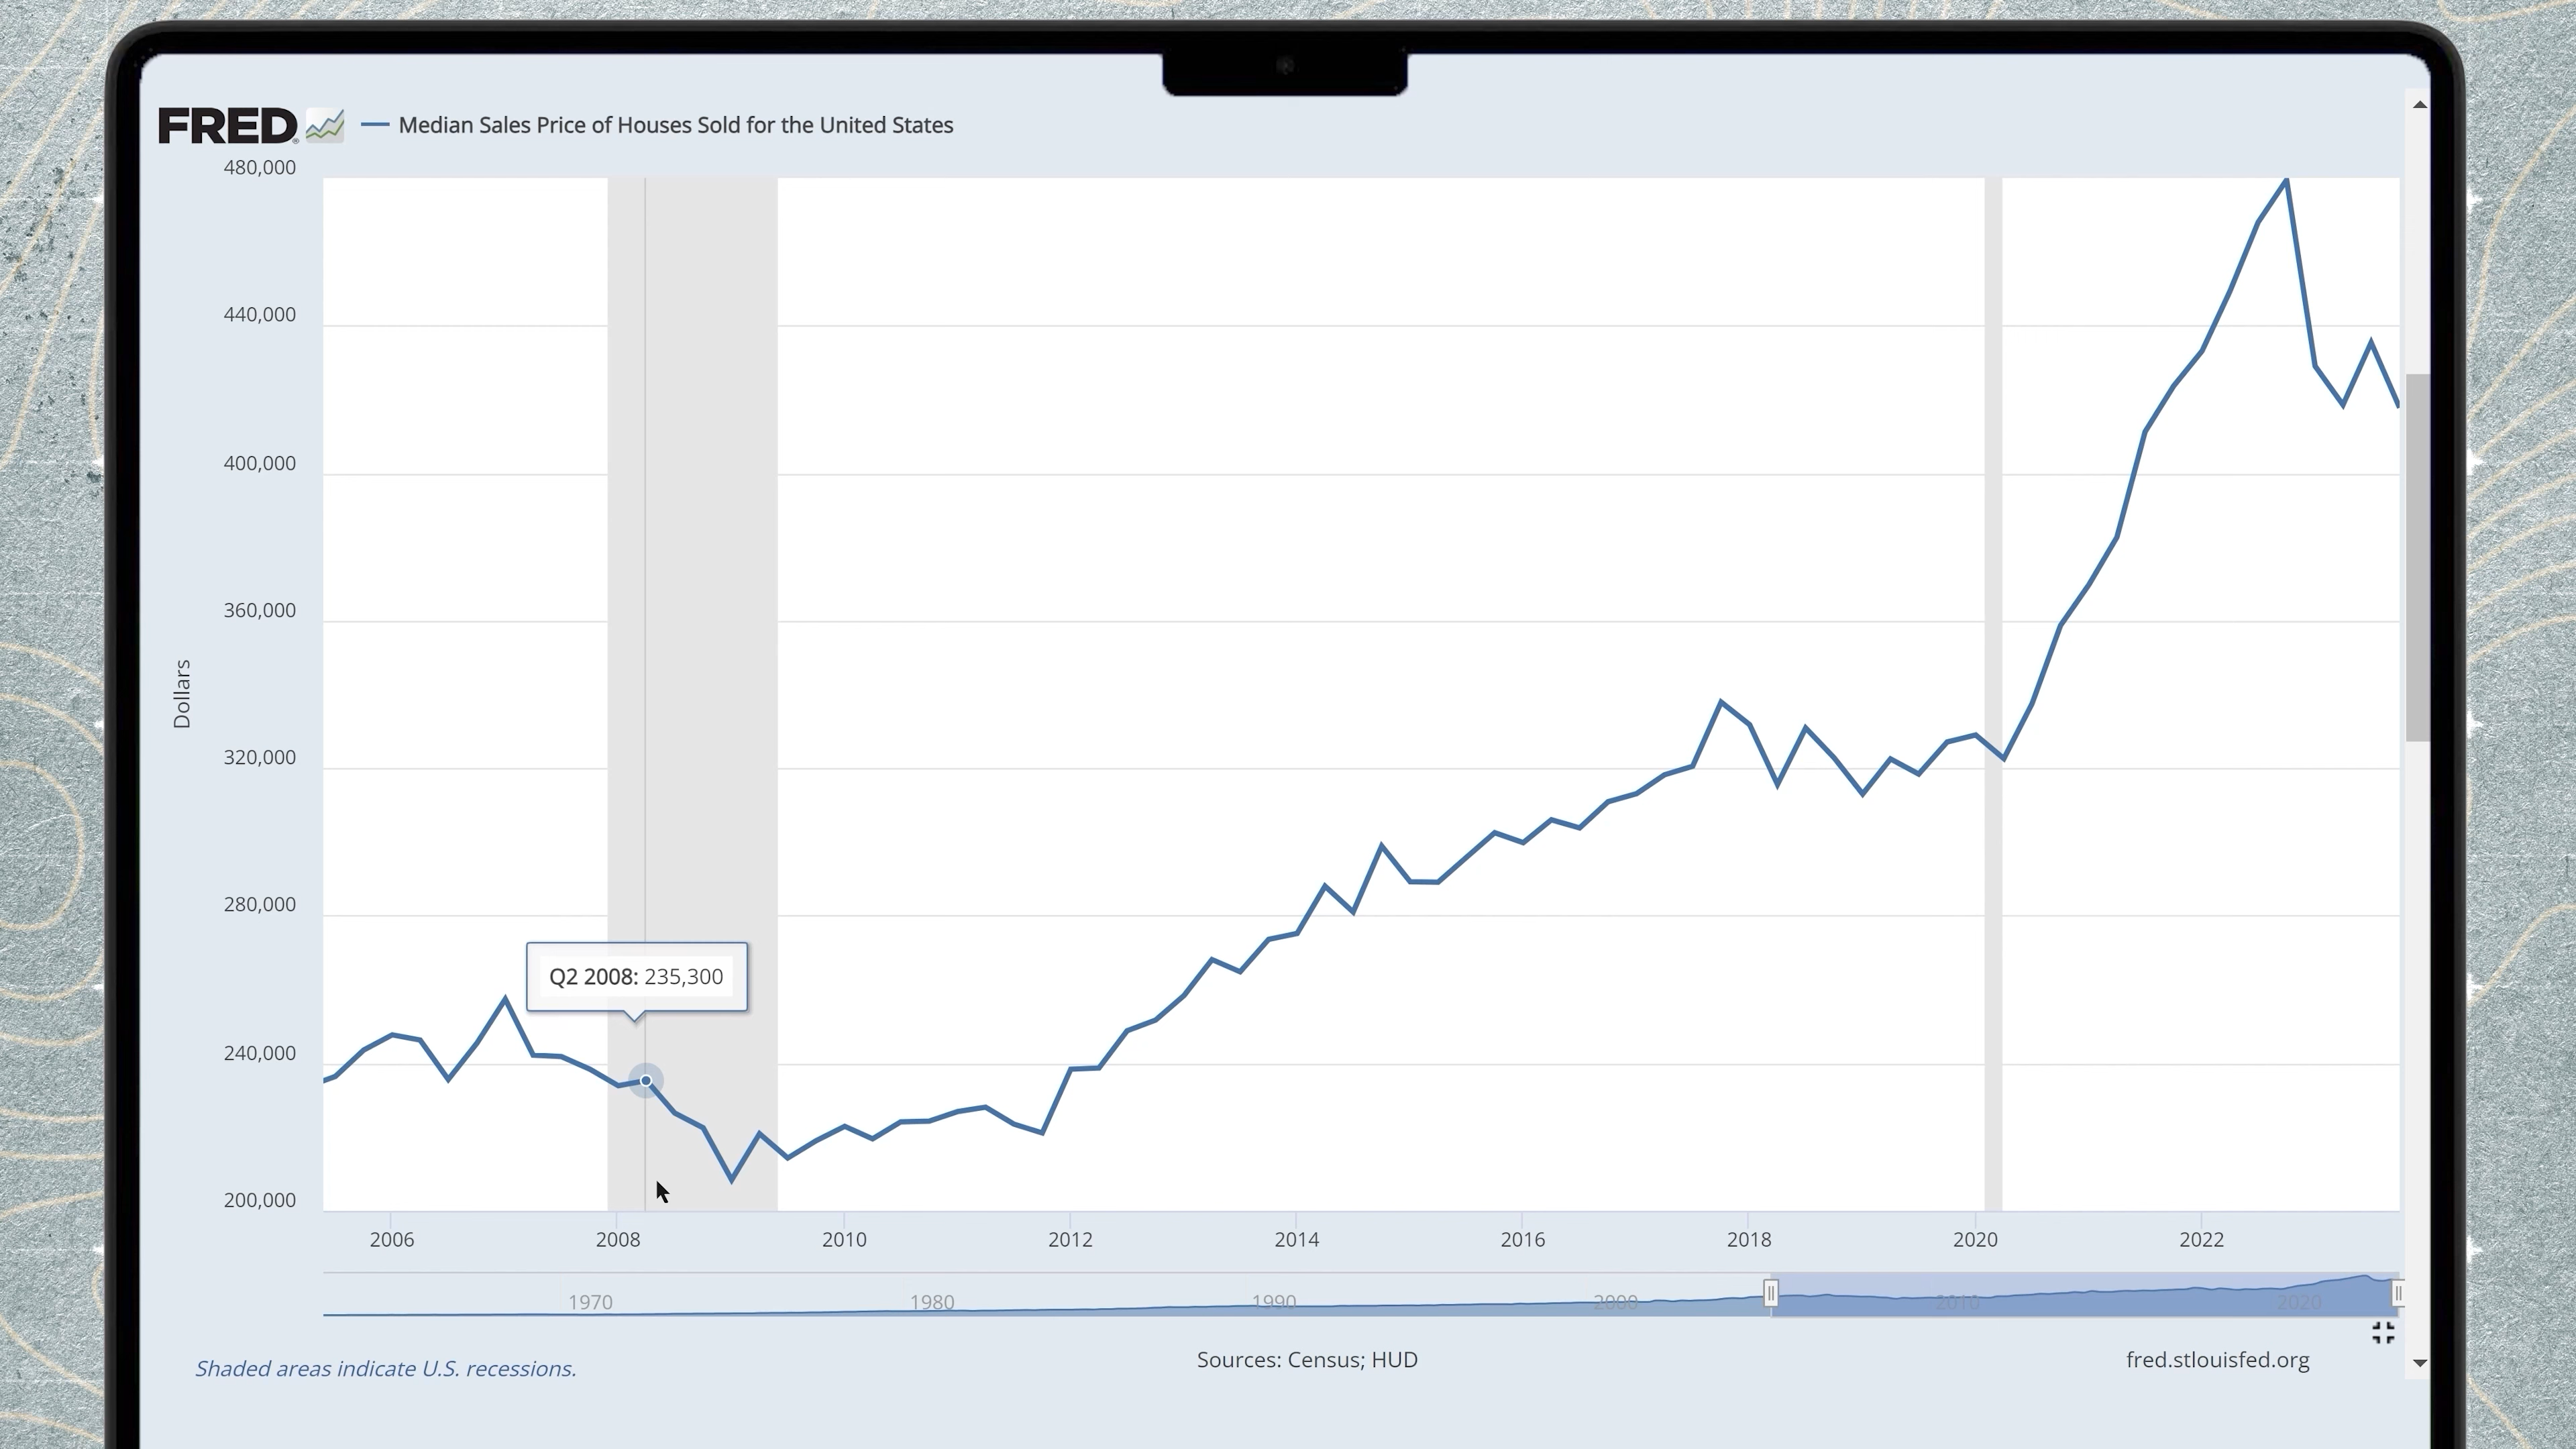 FRED
Median Sales Price of Houses Sold for the United States
480,000
440,000
400,000
360,000
320,000
280,000
240,000
200,000
Dollars
Q2 2008: 235,300
2006 2008 2010 2012 2014 2016 2018 2020 2022
1970 1980 1990 2000 2010 2020
Shaded areas indicate U.S. recessions.
Sources: Census; HUD
fred.stlouisfed.org